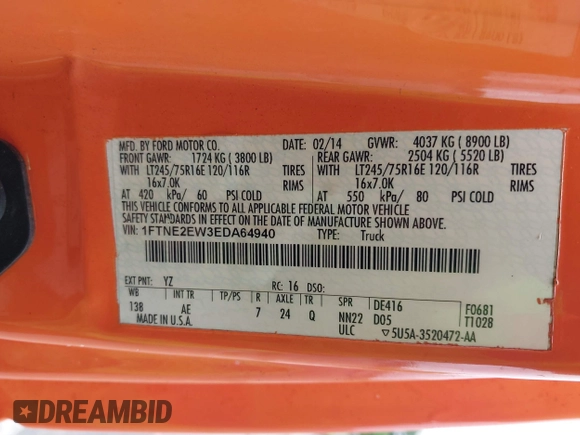 MFD. BY FORD MOTOR CO.
DATE: 02/14 GVWR: 4037 KG ( 8900 LB)
FRONT GAWR: 1724 KG ( 3800 LB) REAR GAWR: 2504 KG ( 5520 LB)
WITH LT245/75R16E 120/116R TIRES WITH LT245/75R16E 120/116R TIRES
16x7.0K RIMS 16x7.0K RIMS
AT 420 kPa/ 60 PSI COLD AT 550 kPa/ 80 PSI COLD
THIS VEHICLE CONFORMS TO ALL APPLICABLE FEDERAL MOTOR VEHICLE
SAFETY STANDARDS IN EFFECT ON THE DATE OF MANUFACTURE SHOWN ABOVE.
VIN: 1FTNE2EW3EDA64940 TYPE: Truck
EXT PNT: YZ RC: 16 DSO:
WB INT TR TP/PS R AXLE TR SPR DE416 F0681
138 AE 7 24 Q NN22 D05 T1028
MADE IN U.S.A. ULC ▽5U5A-3520472-AA
DREAMBID